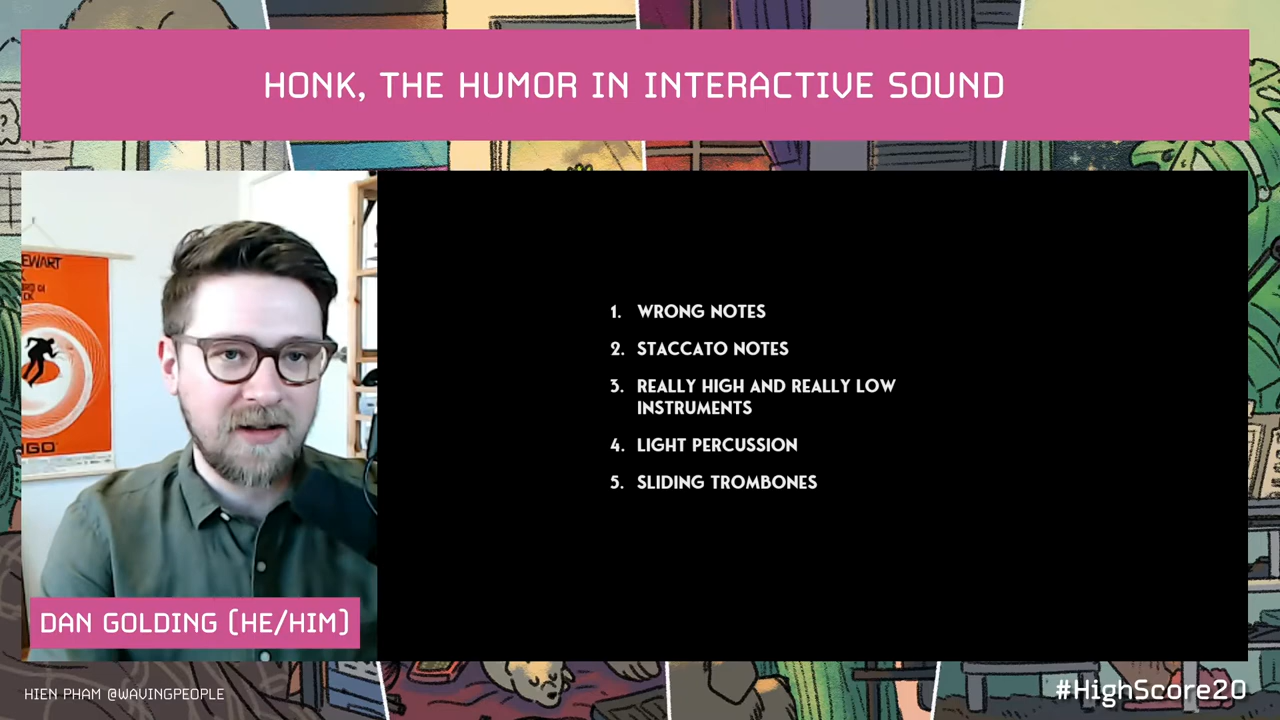 HONK, THE HUMOR IN INTERACTIVE SOUND
EWART
1. WRONG NOTES
2. STACCATO NOTES
3. REALLY HIGH AND REALLY LOW
INSTRUMENTS
4. LIGHT PERCUSSION
5. SLIDING TROMBONES
DAN GOLDING (HE/HIM)
HIEN PHAM @WAVINGPEOPLE
#HighScore20